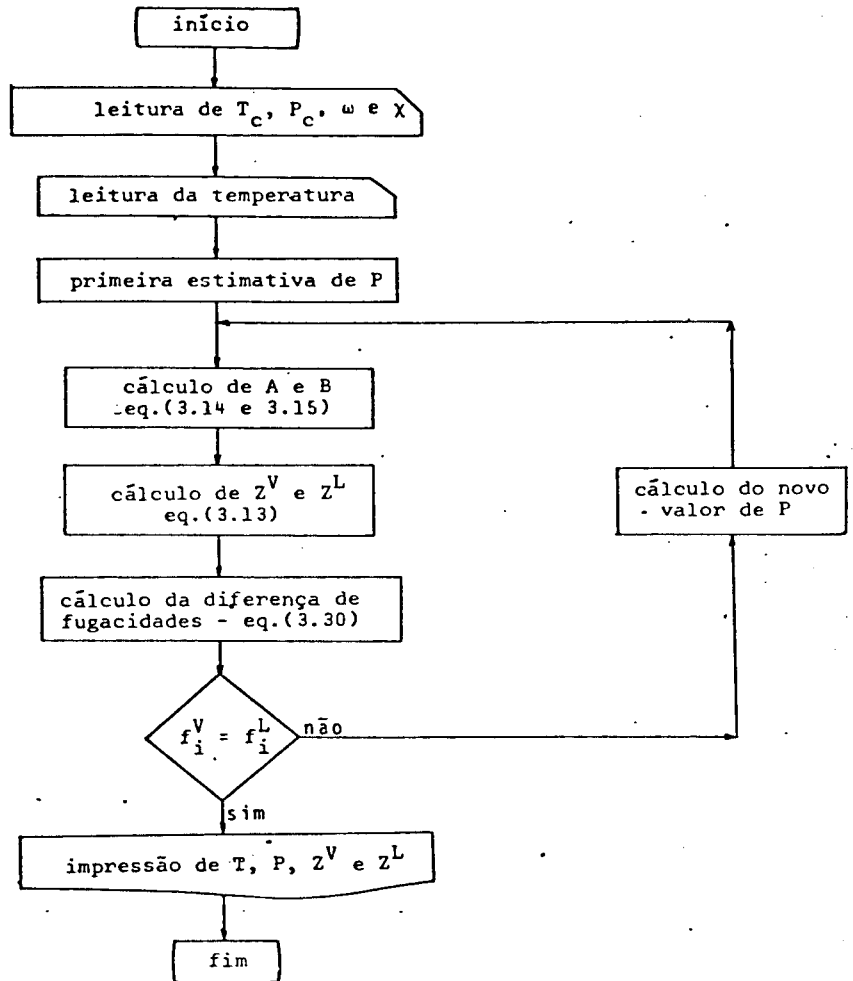 início
leitura de T_c, P_c, ω e χ
leitura da temperatura
primeira estimativa de P
cálculo de A e B
eq.(3.14 e 3.15)
cálculo de Z^V e Z^L
eq.(3.13)
cálculo da diferença de
fugacidades - eq.(3.30)
f_i^V = f_i^L
não
cálculo do novo
valor de P
sim
impressão de T, P, Z^V e Z^L
fim